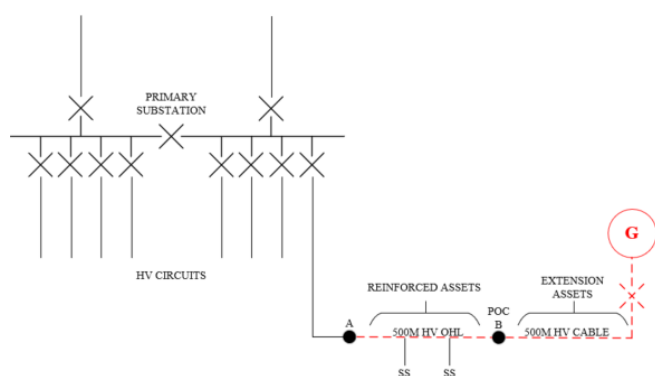 PRIMARY
SUBSTATION
HV CIRCUITS
G
REINFORCED ASSETS
EXTENSION
ASSETS
A
500M HV OHL
POC
B
500M HV CABLE
SS
SS